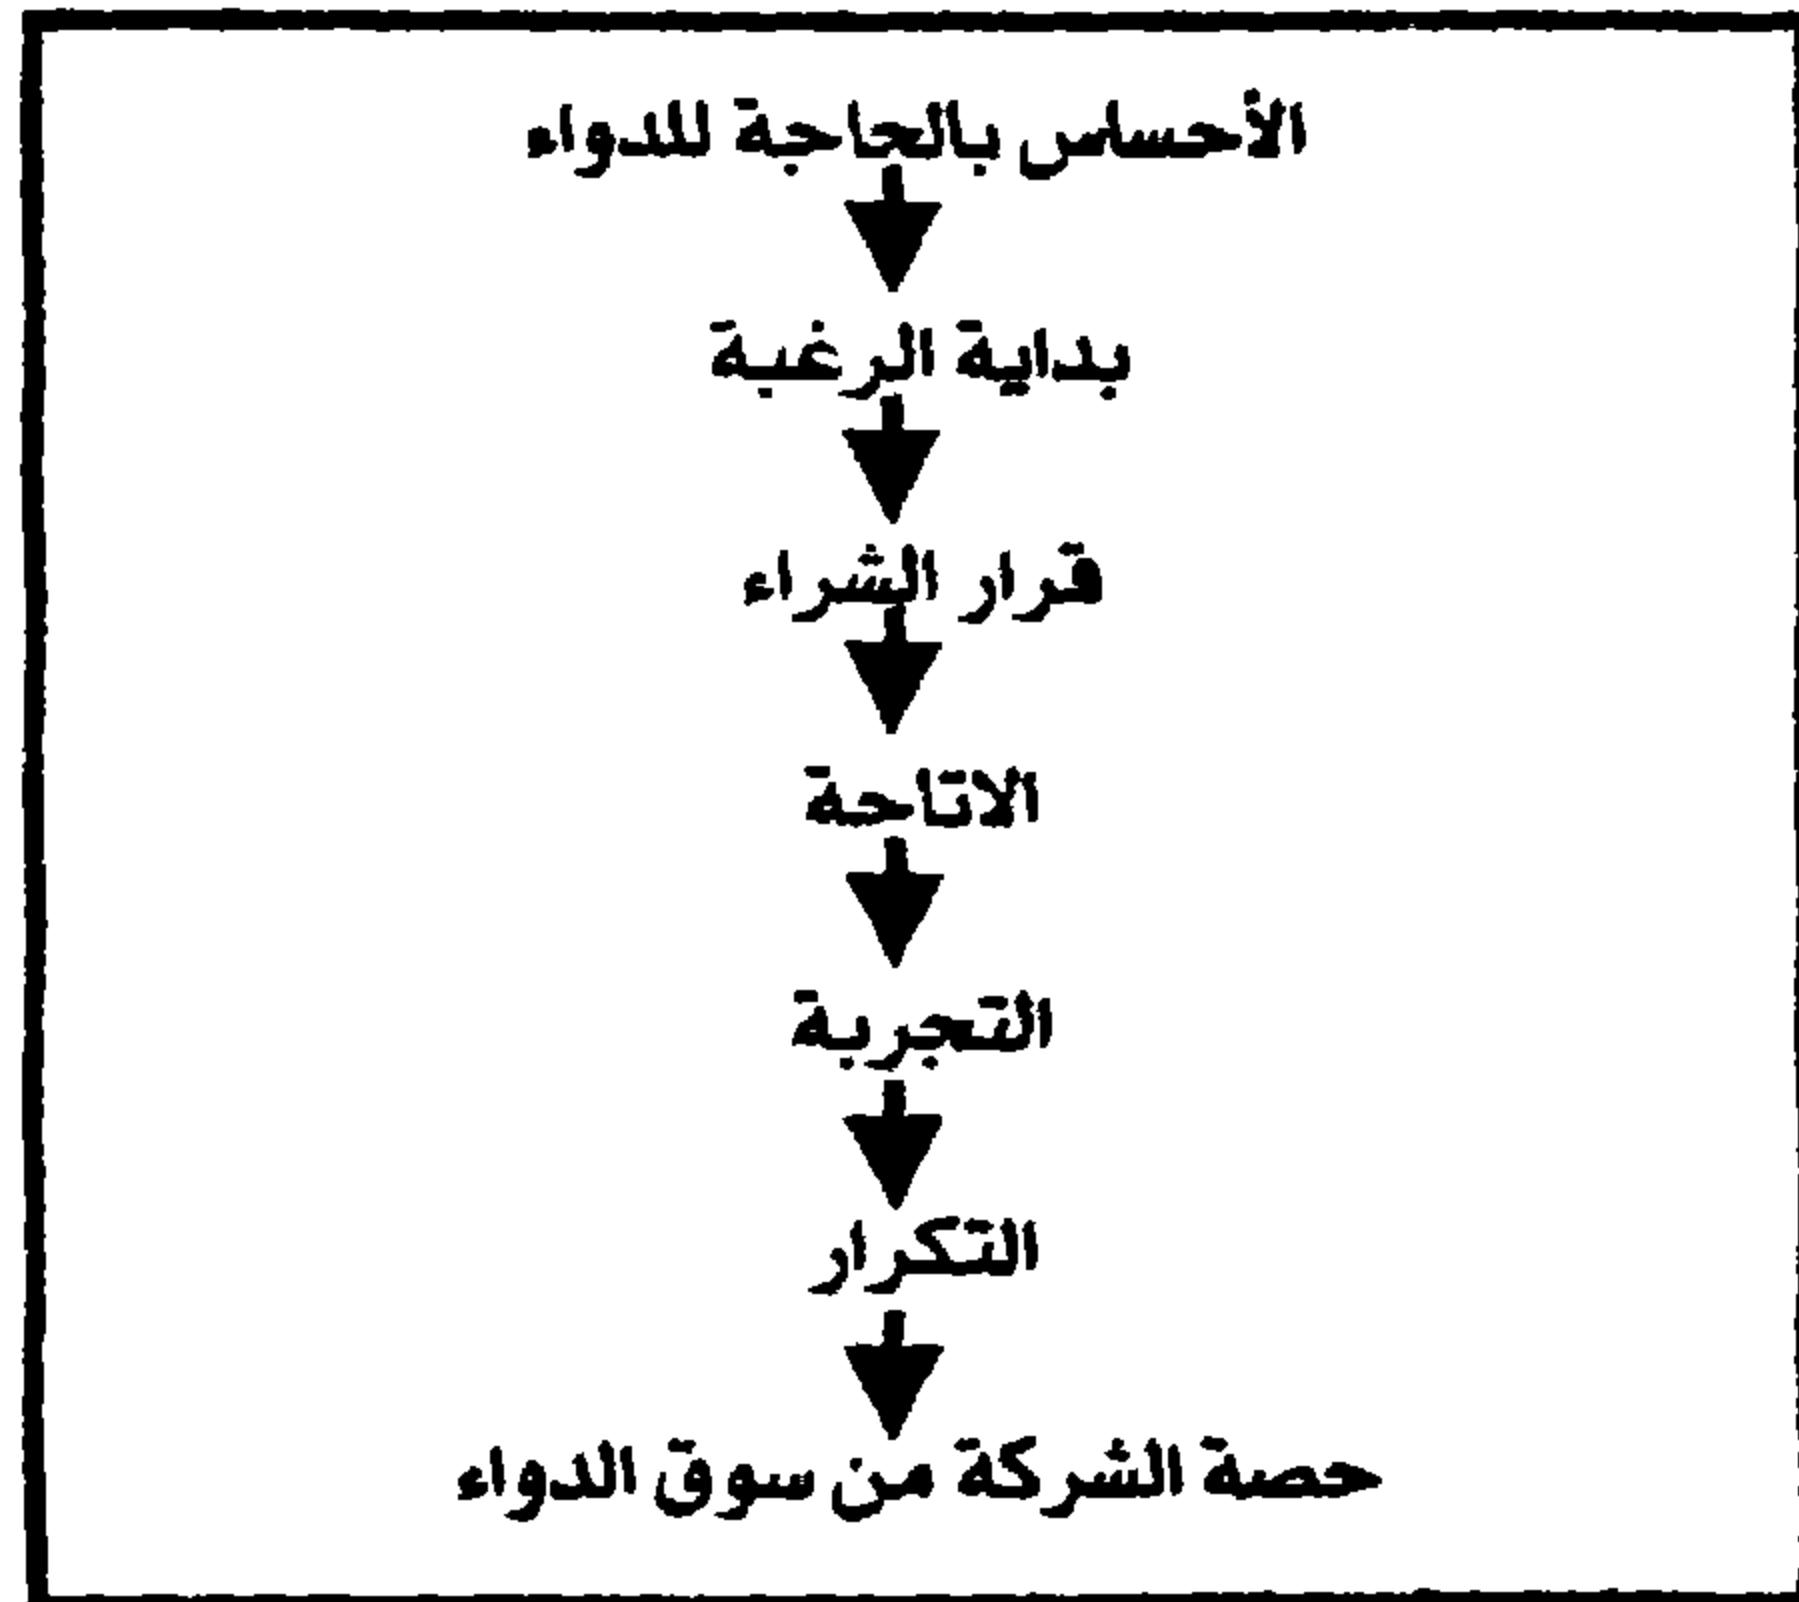 الأحساس بالحاجة للدواء
بداية الرغبة
قرار الشراء
الاتاحة
التجربة
التكرار
حصة الشركة من سوق الدواء